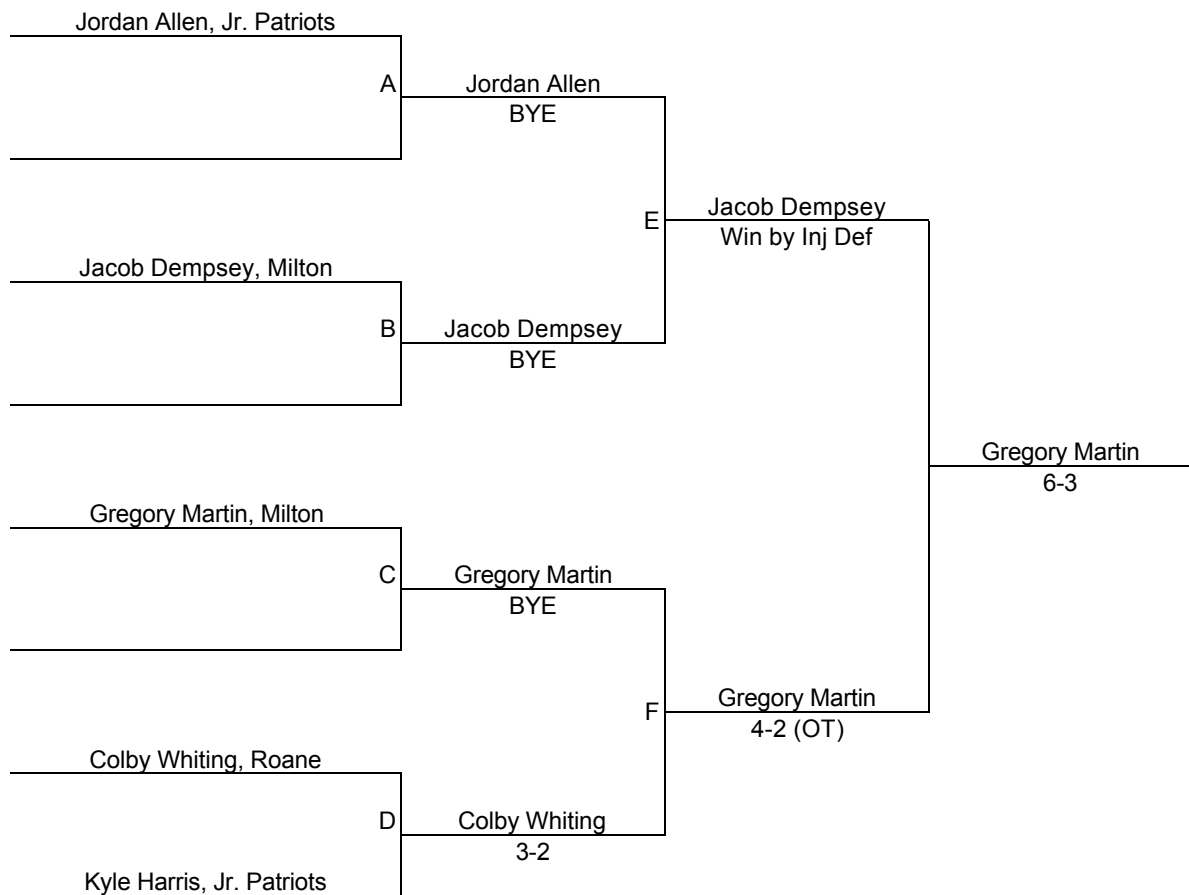 Jordan Allen, Jr. Patriots
A
Jordan Allen
BYE
E
Jacob Dempsey
Win by Inj Def
Jacob Dempsey, Milton
B
Jacob Dempsey
BYE
Gregory Martin
6-3
Gregory Martin, Milton
C
Gregory Martin
BYE
F
Gregory Martin
4-2 (OT)
Colby Whiting, Roane
D
Colby Whiting
3-2
Kyle Harris, Jr. Patriots